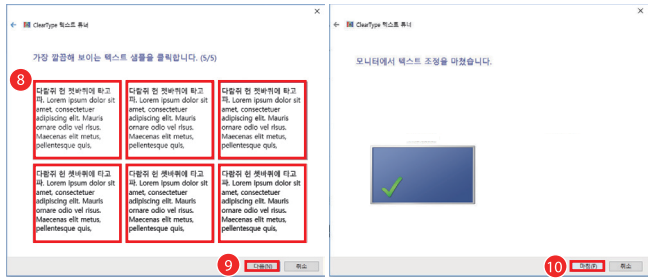 ← ClearType 텍스트 튜너
가장 깔끔해 보이는 텍스트 샘플을 클릭합니다. (5/5)
8
다람쥐 헌 쳇바퀴에 타고
파. Lorem ipsum dolor sit
amet, consectetuer
adipiscing elit. Mauris
ornare odio vel risus.
Maecenas elit metus,
pellentesque quis,
다람쥐 헌 쳇바퀴에 타고
파. Lorem ipsum dolor sit
amet, consectetuer
adipiscing elit. Mauris
ornare odio vel risus.
Maecenas elit metus,
pellentesque quis,
다람쥐 헌 쳇바퀴에 타고
파. Lorem ipsum dolor sit
amet, consectetuer
adipiscing elit. Mauris
ornare odio vel risus.
Maecenas elit metus,
pellentesque quis,
다람쥐 헌 쳇바퀴에 타고
파. Lorem ipsum dolor sit
amet, consectetuer
adipiscing elit. Mauris
ornare odio vel risus.
Maecenas elit metus,
pellentesque quis,
다람쥐 헌 쳇바퀴에 타고
파. Lorem ipsum dolor sit
amet, consectetuer
adipiscing elit. Mauris
ornare odio vel risus.
Maecenas elit metus,
pellentesque quis,
다람쥐 헌 쳇바퀴에 타고
파. Lorem ipsum dolor sit
amet, consectetuer
adipiscing elit. Mauris
ornare odio vel risus.
Maecenas elit metus,
pellentesque quis,
9 다음(N) 취소
← ClearType 텍스트 튜너
모니터에서 텍스트 조정을 마쳤습니다.
10 마침(F) 취소